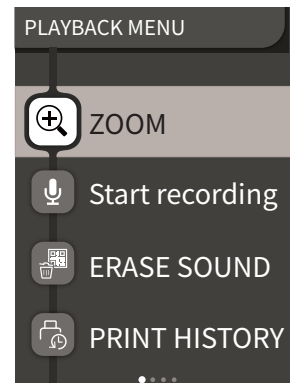 PLAYBACK MENU
ZOOM
Start recording
ERASE SOUND
PRINT HISTORY